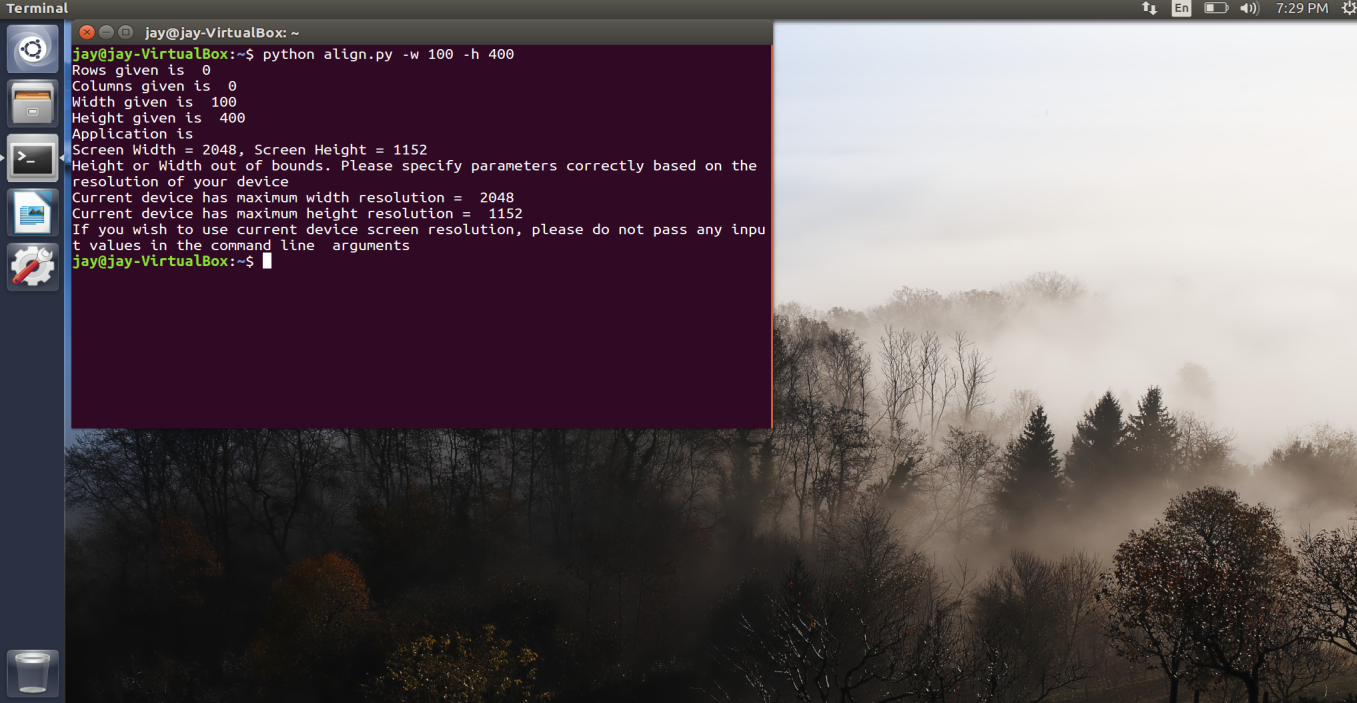 Terminal
En
7:29 PM
jay@jay-VirtualBox: ~
jay@jay-VirtualBox:~$ python align.py -w 100 -h 400
Rows given is  0
Columns given is  0
Width given is  100
Height given is  400
Application is
Screen Width = 2048, Screen Height = 1152
Height or Width out of bounds. Please specify parameters correctly based on the
resolution of your device
Current device has maximum width resolution =  2048
Current device has maximum height resolution =  1152
If you wish to use current device screen resolution, please do not pass any inpu
t values in the command line  arguments
jay@jay-VirtualBox:~$